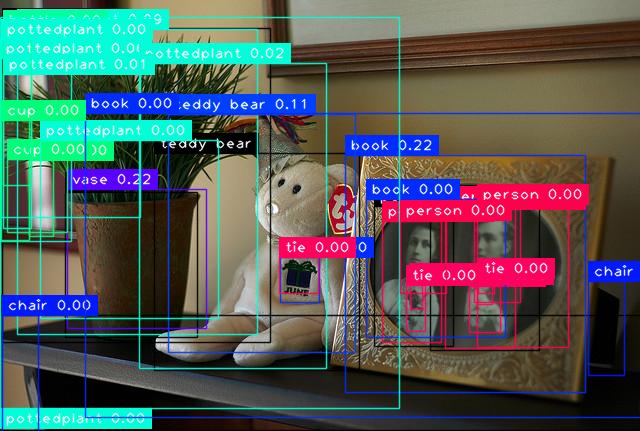 pottedplant 0.00
pottedplant 0.02
pottedplant 0.01
book 0.00
teddy bear 0.11
cup 0.00
pottedplant 0.00
teddy bear
book 0.22
cup 0.00
vase 0.22
book 0.00
person 0.00
person 0.00
ty
tie 0.00
tie 0.00
tie 0.00
chair
JUNE
chair 0.00
pottedplant 0.00